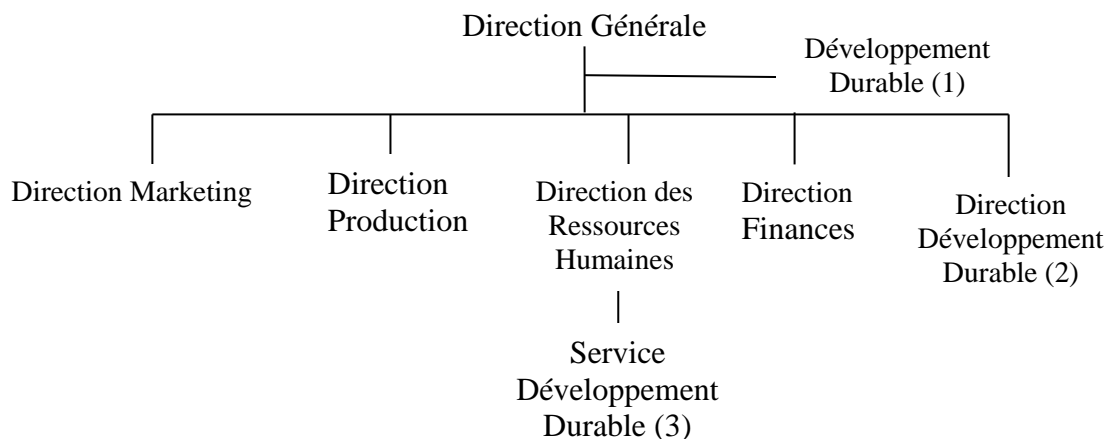 Direction Générale
Développement
Durable (1)
Direction Marketing
Direction
Production
Direction des
Ressources
Humaines
Direction
Finances
Direction
Développement
Durable (2)
Service
Développement
Durable (3)